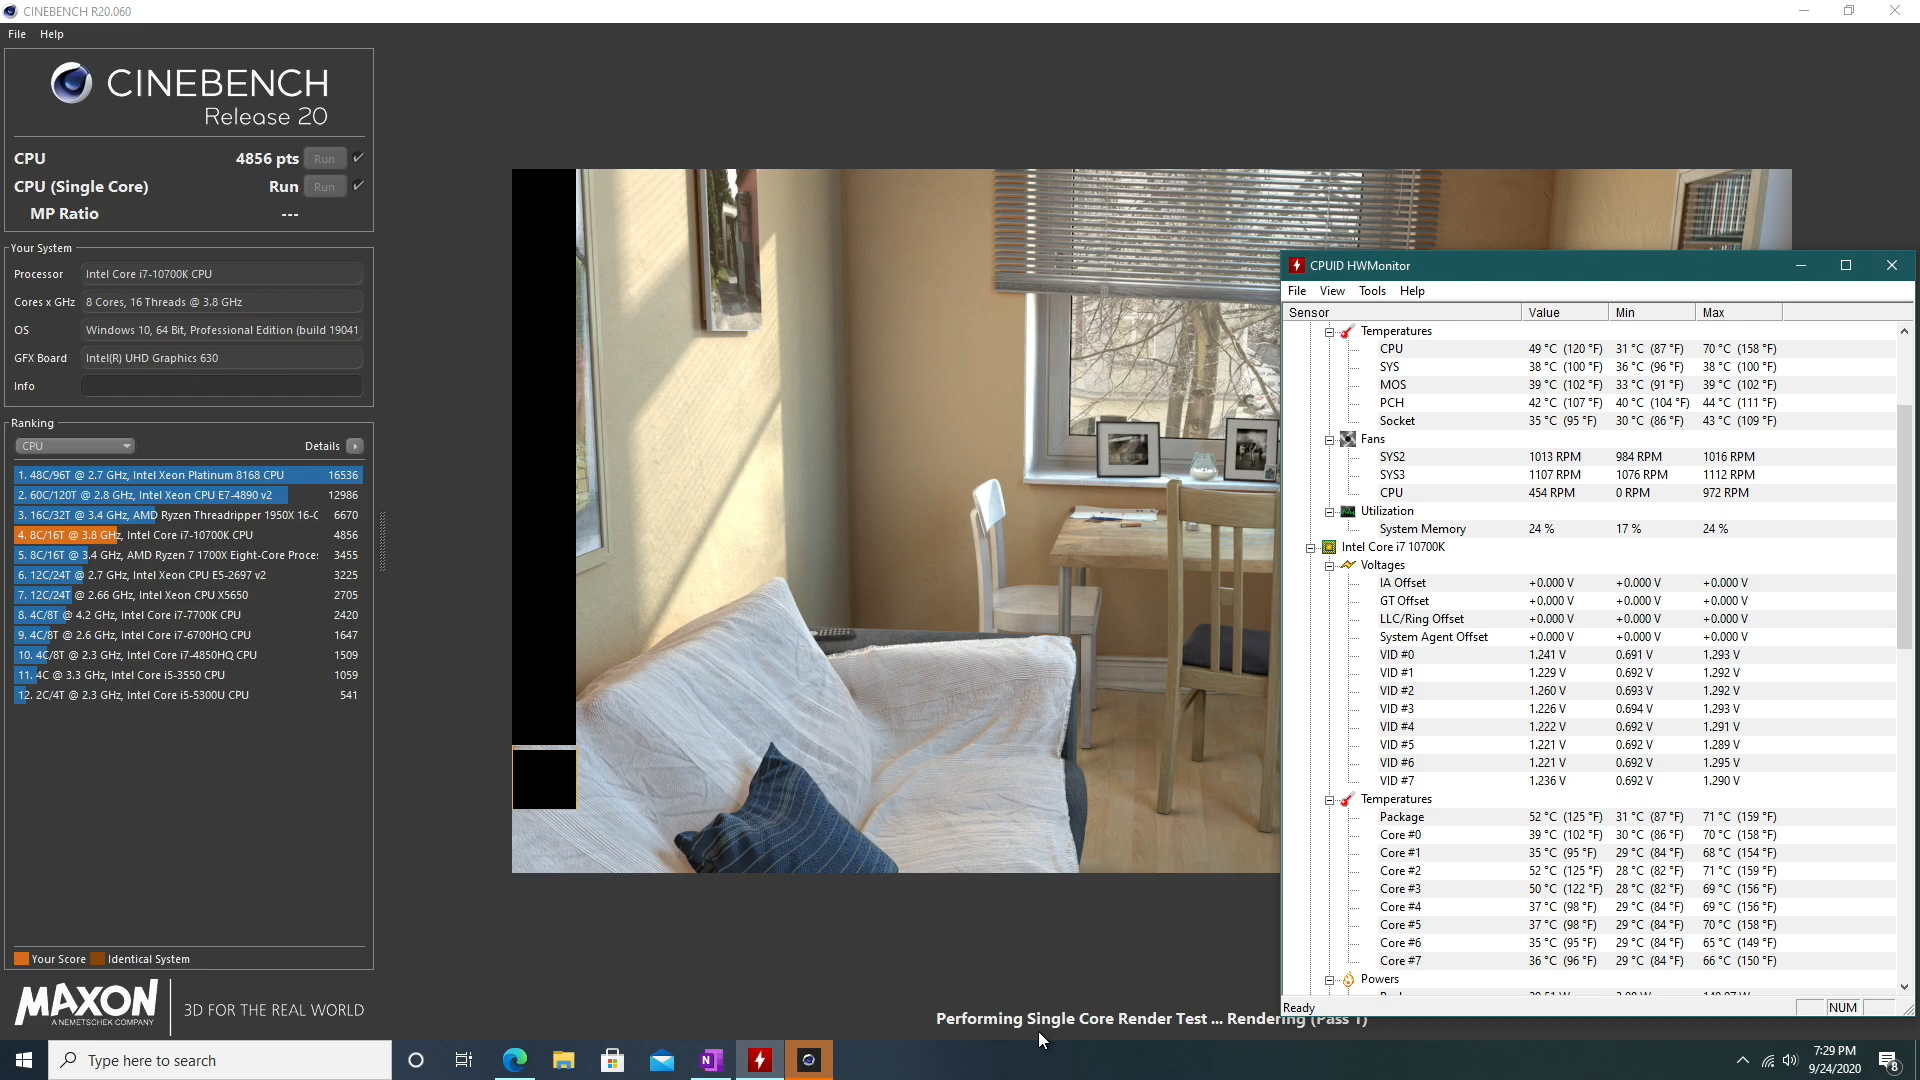 CINEBENCH R20.060
File Help
CINEBENCH
Release 20
CPU 4856 pts Run
CPU (Single Core) Run Run
MP Ratio ---
Your System
Processor Intel Core i7-10700K CPU
Cores x GHz 8 Cores, 16 Threads @ 3.8 GHz
OS Windows 10, 64 Bit, Professional Edition (build 19041
GFX Board Intel(R) UHD Graphics 630
Info
Ranking
CPU Details
1. 48C/96T @ 2.7 GHz, Intel Xeon Platinum 8168 CPU 16536
2. 60C/120T @ 2.8 GHz, Intel Xeon CPU E7-4890 v2 12986
3. 16C/32T @ 3.4 GHz, AMD Ryzen Threadripper 1950X 16-C 6670
4. 8C/16T @ 3.8 GHz, Intel Core i7-10700K CPU 4856
5. 8C/16T @ 3.4 GHz, AMD Ryzen 7 1700X Eight-Core Proce: 3455
6. 12C/24T @ 2.7 GHz, Intel Xeon CPU E5-2697 v2 3225
7. 12C/24T @ 2.66 GHz, Intel Xeon CPU X5650 2705
8. 4C/8T @ 4.2 GHz, Intel Core i7-7700K CPU 2420
9. 4C/8T @ 2.6 GHz, Intel Core i7-6700HQ CPU 1647
10. 4C/8T @ 2.3 GHz, Intel Core i7-4850HQ CPU 1509
11. 4C @ 3.3 GHz, Intel Core i5-3550 CPU 1059
12. 2C/4T @ 2.3 GHz, Intel Core i5-5300U CPU 541
Your Score Identical System
MAXON
A NEMETSCHEK COMPANY
3D FOR THE REAL WORLD
Performing Single Core Render Test ... Rendering (Pass 1)
CPUID HWMonitor
File View Tools Help
Sensor Value Min Max
Temperatures
CPU 49 °C (120 °F) 31 °C (87 °F) 70 °C (158 °F)
SYS 38 °C (100 °F) 36 °C (96 °F) 38 °C (100 °F)
MOS 39 °C (102 °F) 33 °C (91 °F) 39 °C (102 °F)
PCH 42 °C (107 °F) 40 °C (104 °F) 44 °C (111 °F)
Socket 35 °C (95 °F) 30 °C (86 °F) 43 °C (109 °F)
Fans
SYS2 1013 RPM 984 RPM 1016 RPM
SYS3 1107 RPM 1076 RPM 1112 RPM
CPU 454 RPM 0 RPM 972 RPM
Utilization
System Memory 24 % 17 % 24 %
Intel Core i7 10700K
Voltages
IA Offset +0.000 V +0.000 V +0.000 V
GT Offset +0.000 V +0.000 V +0.000 V
LLC/Ring Offset +0.000 V +0.000 V +0.000 V
System Agent Offset +0.000 V +0.000 V +0.000 V
VID #0 1.241 V 0.691 V 1.293 V
VID #1 1.229 V 0.692 V 1.292 V
VID #2 1.260 V 0.693 V 1.292 V
VID #3 1.226 V 0.694 V 1.293 V
VID #4 1.222 V 0.692 V 1.291 V
VID #5 1.221 V 0.692 V 1.289 V
VID #6 1.221 V 0.692 V 1.295 V
VID #7 1.236 V 0.692 V 1.290 V
Temperatures
Package 52 °C (125 °F) 31 °C (87 °F) 71 °C (159 °F)
Core #0 39 °C (102 °F) 30 °C (86 °F) 70 °C (158 °F)
Core #1 35 °C (95 °F) 29 °C (84 °F) 68 °C (154 °F)
Core #2 52 °C (125 °F) 28 °C (82 °F) 71 °C (159 °F)
Core #3 50 °C (122 °F) 28 °C (82 °F) 69 °C (156 °F)
Core #4 37 °C (98 °F) 29 °C (84 °F) 69 °C (156 °F)
Core #5 37 °C (98 °F) 29 °C (84 °F) 70 °C (158 °F)
Core #6 35 °C (95 °F) 29 °C (84 °F) 65 °C (149 °F)
Core #7 36 °C (96 °F) 29 °C (84 °F) 66 °C (150 °F)
Powers
Ready NUM
Type here to search
7:29 PM
9/24/2020
8